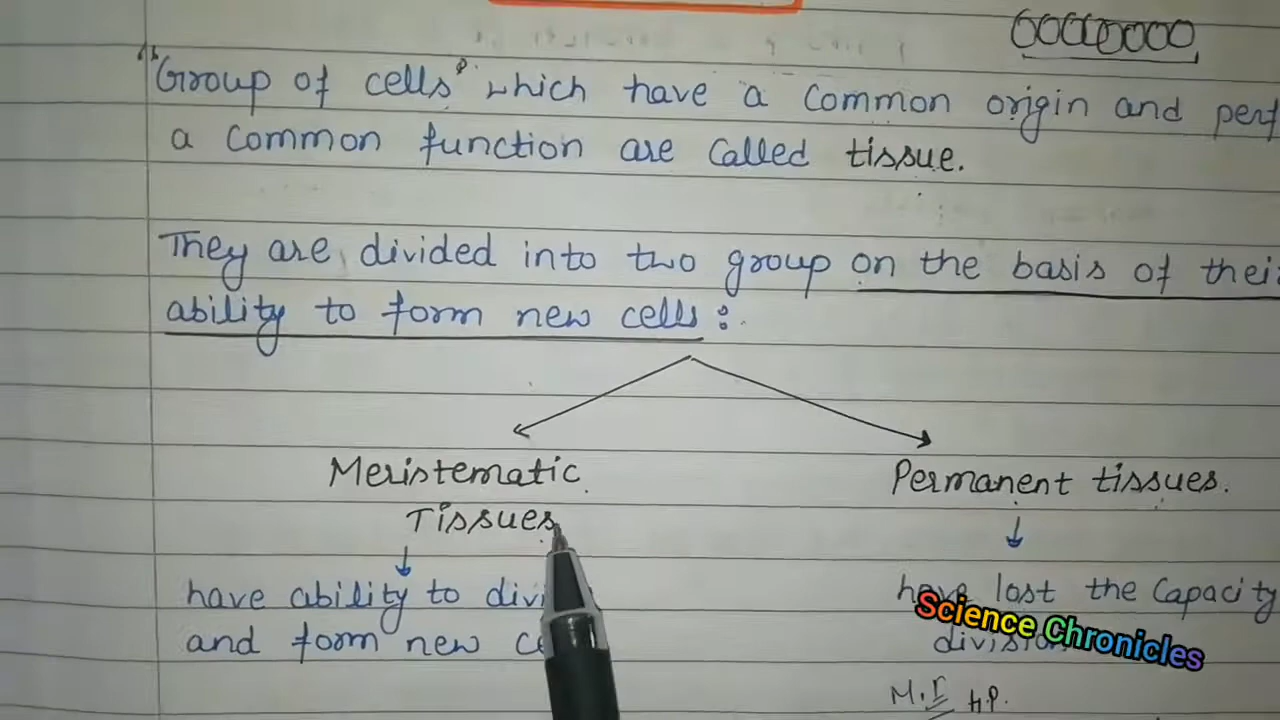 "Group of cells" which have a common origin and perf
a common function are called tissue.
They are divided into two group on the basis of their
ability to form new cells :
Meristematic
Tissues
Permanent tissues.
have ability to divi
and form new ce
have lost the capacity
division
Science Chronicles